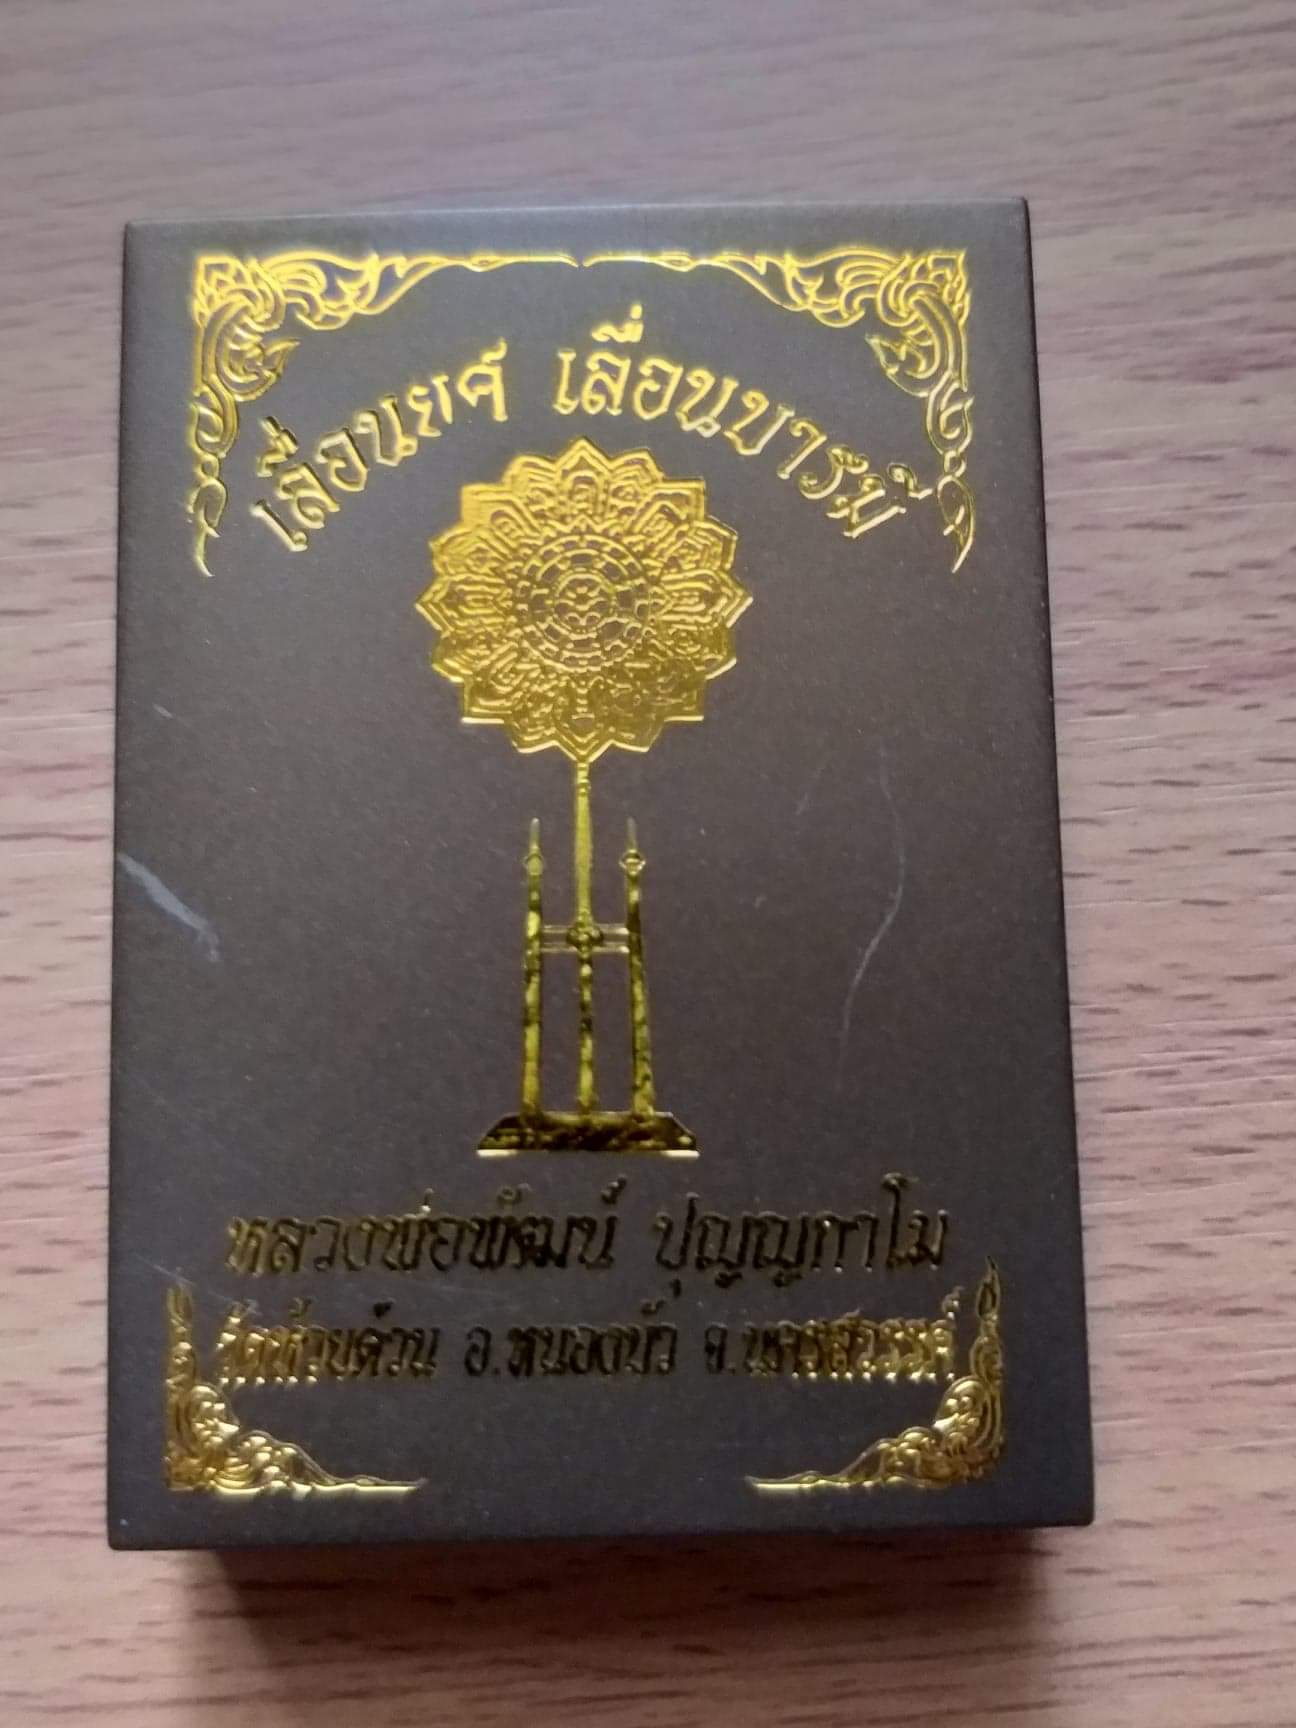 เลื่อนยศ เลื่อนบารมี
หลวงพ่อพัฒน์ ปุญญกาโม
วัดห้วยด้วน อ.หนองบัว จ.นครสวรรค์